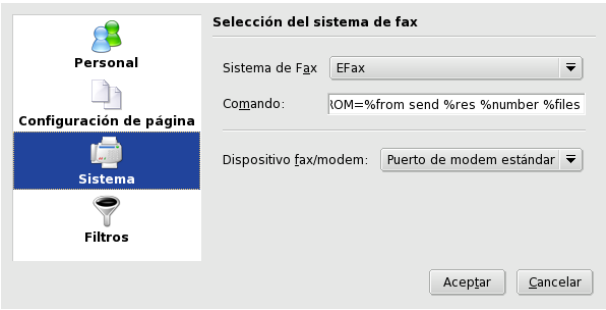 Personal
Configuración de página
Sistema
Filtros
Selección del sistema de fax
Sistema de Fax EFax
Comando: ROM=%from send %res %number %files
Dispositivo fax/modem: Puerto de modem estándar
Aceptar Cancelar